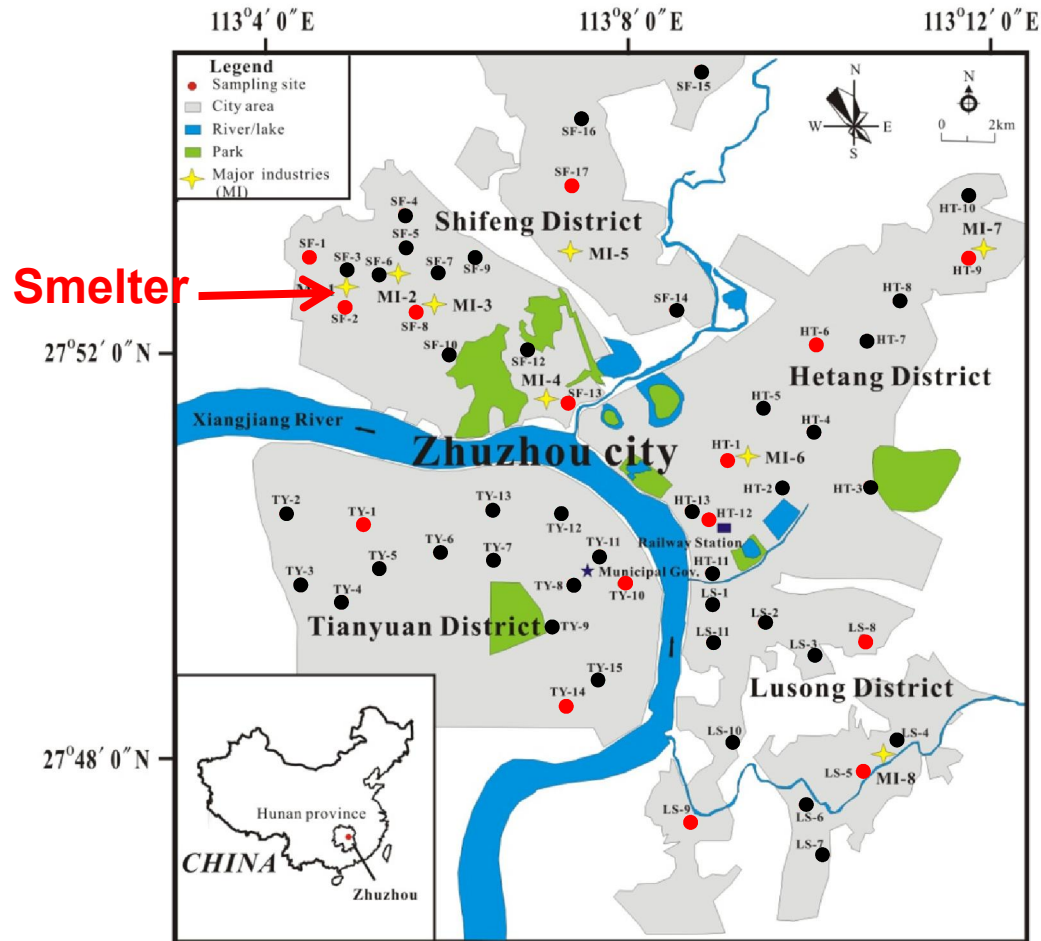 113°4′ 0″E
113°8′ 0″E
113°12′ 0″E
Legend
Sampling site
City area
River/lake
Park
Major industries
(MI)
N
W
E
S
N
0
2km
SF-15
SF-16
SF-17
Shifeng District
MI-5
SF-4
SF-5
SF-1
SF-3
SF-6
SF-7
SF-9
Smelter
MI-2
MI-3
SF-2
SF-8
SF-14
SF-10
SF-12
MI-4
SF-13
27°52′ 0″N
HT-10
MI-7
HT-9
HT-8
HT-6
HT-7
Hetang District
HT-5
HT-4
Xiangjiang River
Zhuzhou city
HT-1
MI-6
HT-2
HT-3
HT-13
HT-12
Railway Station
HT-11
TY-2
TY-1
TY-13
TY-12
TY-6
TY-7
TY-11
TY-5
Municipal Gov.
TY-3
TY-4
TY-8
TY-10
Tianyuan District
TY-9
TY-15
TY-14
LS-1
LS-2
LS-11
LS-3
LS-8
Lusong District
LS-10
LS-4
LS-5
MI-8
LS-9
LS-6
LS-7
27°48′ 0″N
Hunan province
CHINA
Zhuzhou